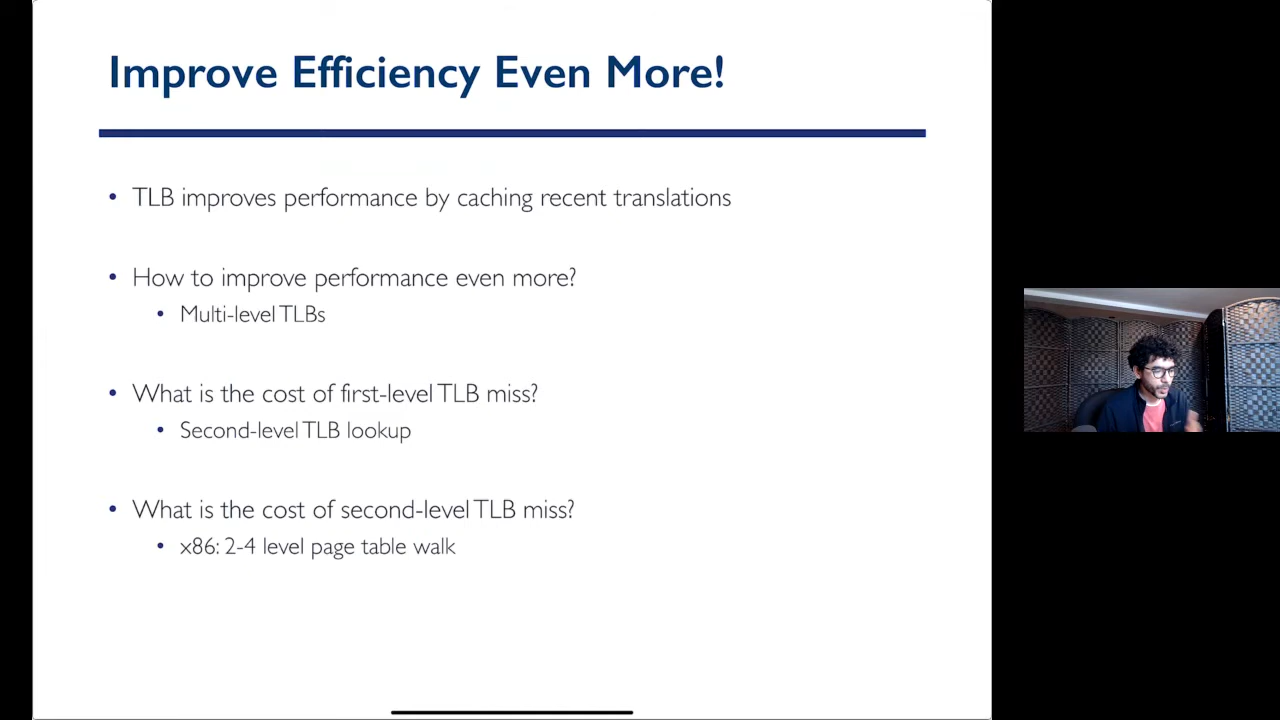 Improve Efficiency Even More!
• TLB improves performance by caching recent translations
• How to improve performance even more?
• Multi-level TLBs
• What is the cost of first-level TLB miss?
• Second-level TLB lookup
• What is the cost of second-level TLB miss?
• x86: 2-4 level page table walk